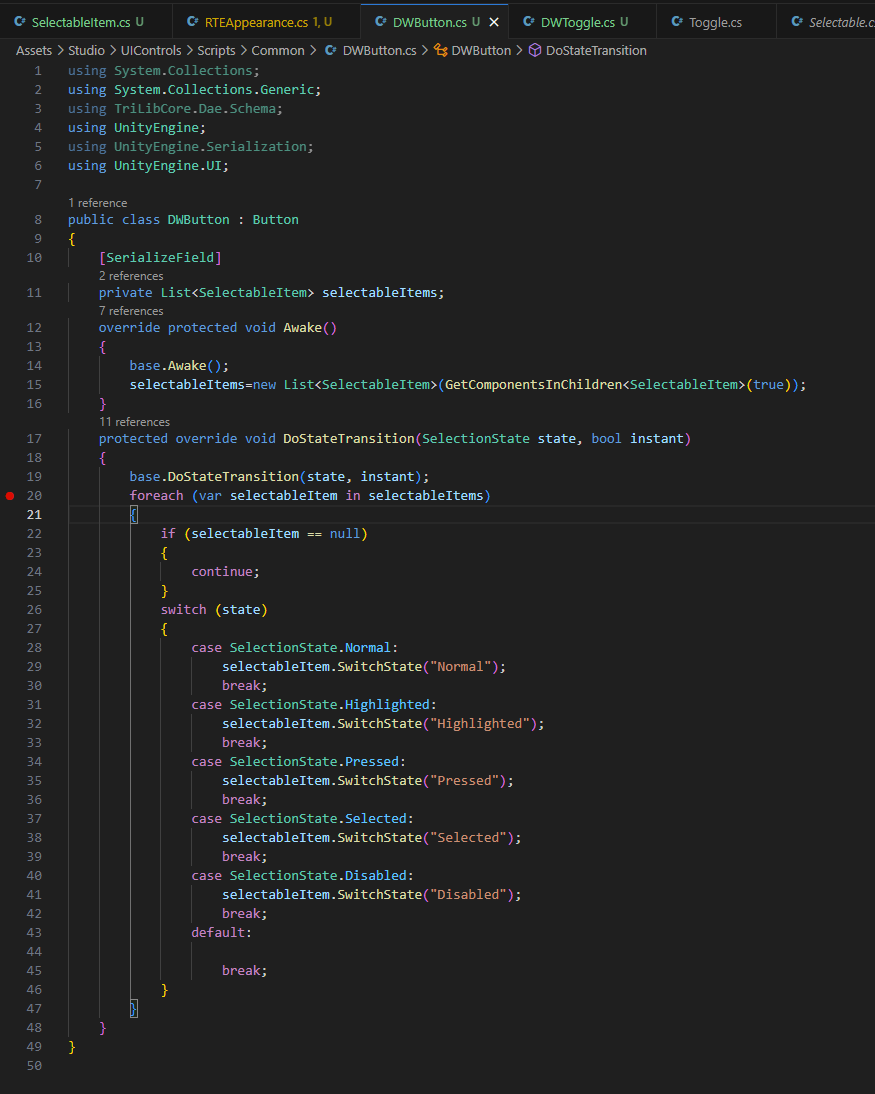 SelectableItem.cs U RTEAppearance.cs 1, U DWButton.cs U DWToggle.cs U Toggle.cs Selectable.c
Assets > Studio > UIControls > Scripts > Common > DWButton.cs > DWButton > DoStateTransition
1 using System.Collections;
2 using System.Collections.Generic;
3 using TriLibCore.Dae.Schema;
4 using UnityEngine;
5 using UnityEngine.Serialization;
6 using UnityEngine.UI;
7
1 reference
8 public class DWButton : Button
9 {
10 [SerializeField]
2 references
11 private List<SelectableItem> selectableItems;
7 references
12 override protected void Awake()
13 {
14 base.Awake();
15 selectableItems=new List<SelectableItem>(GetComponentsInChildren<SelectableItem>(true));
16 }
11 references
17 protected override void DoStateTransition(SelectionState state, bool instant)
18 {
19 base.DoStateTransition(state, instant);
20 foreach (var selectableItem in selectableItems)
21 {
22 if (selectableItem == null)
23 {
24 continue;
25 }
26 switch (state)
27 {
28 case SelectionState.Normal:
29 selectableItem.SwitchState("Normal");
30 break;
31 case SelectionState.Highlighted:
32 selectableItem.SwitchState("Highlighted");
33 break;
34 case SelectionState.Pressed:
35 selectableItem.SwitchState("Pressed");
36 break;
37 case SelectionState.Selected:
38 selectableItem.SwitchState("Selected");
39 break;
40 case SelectionState.Disabled:
41 selectableItem.SwitchState("Disabled");
42 break;
43 default:
44
45 break;
46 }
47 }
48 }
49 }
50